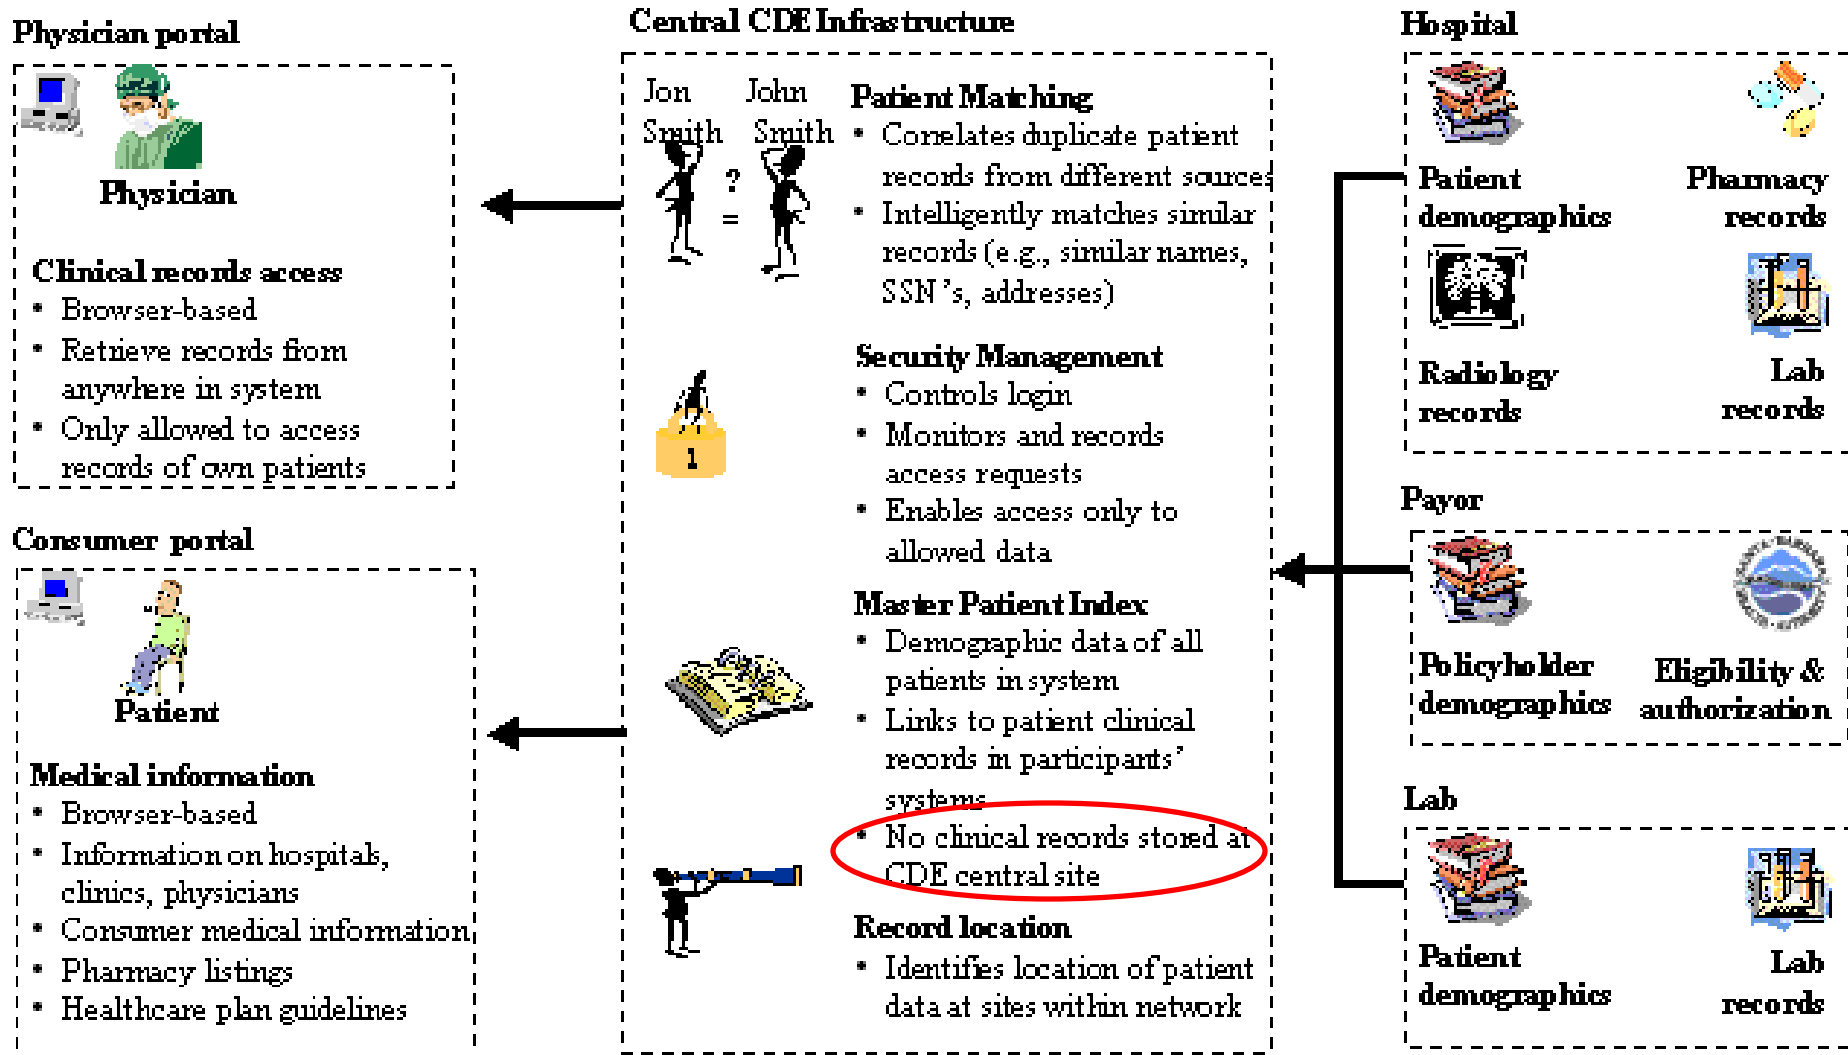 Physician portal
Physician
Clinical records access
• Browser-based
• Retrieve records from
anywhere in system
• Only allowed to access
records of own patients
Consumer portal
Patient
Medical information
• Browser-based
• Information on hospitals,
clinics, physicians
• Consumer medical information
• Pharmacy listings
• Healthcare plan guidelines
Central CDE Infrastructure
Jon John
Smith Smith
?
=
Patient Matching
• Correlates duplicate patient
records from different sources
• Intelligently matches similar
records (e.g., similar names,
SSN's, addresses)
1
Security Management
• Controls login
• Monitors and records
access requests
• Enables access only to
allowed data
Master Patient Index
• Demographic data of all
patients in system
• Links to patient clinical
records in participants'
systems
• No clinical records stored at
CDE central site
Record location
• Identifies location of patient
data at sites within network
Hospital
Patient
demographics
Pharmacy
records
Radiology
records
Lab
records
Payor
Policyholder
demographics
Eligibility &
authorization
Lab
Patient
demographics
Lab
records